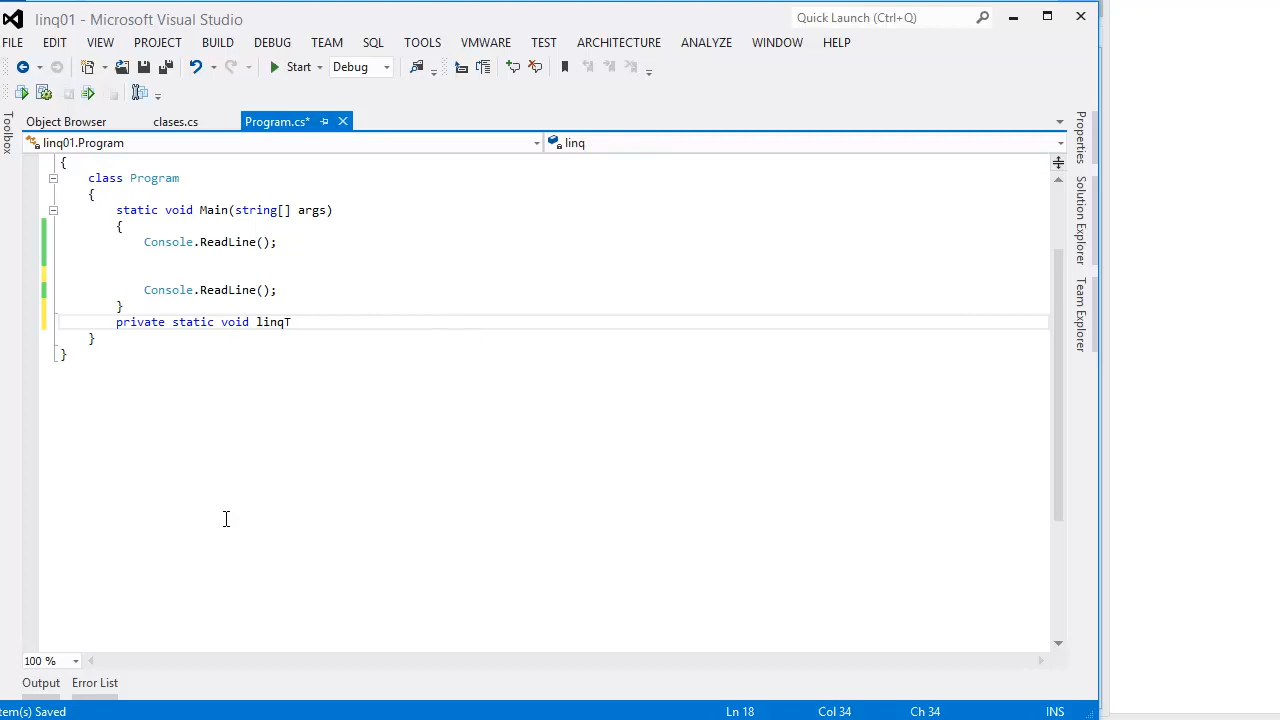 linq01 - Microsoft Visual Studio
Quick Launch (Ctrl+Q)
FILE EDIT VIEW PROJECT BUILD DEBUG TEAM SQL TOOLS VMWARE TEST ARCHITECTURE ANALYZE WINDOW HELP
Start Debug
Toolbox
Object Browser clases.cs Program.cs*
linq01.Program linq
{
class Program
{
static void Main(string[] args)
{
Console.ReadLine();
Console.ReadLine();
}
private static void linqT
}
}
Properties
Solution Explorer
Team Explorer
100 %
Output Error List
tem(s) Saved Ln 18 Col 34 Ch 34 INS